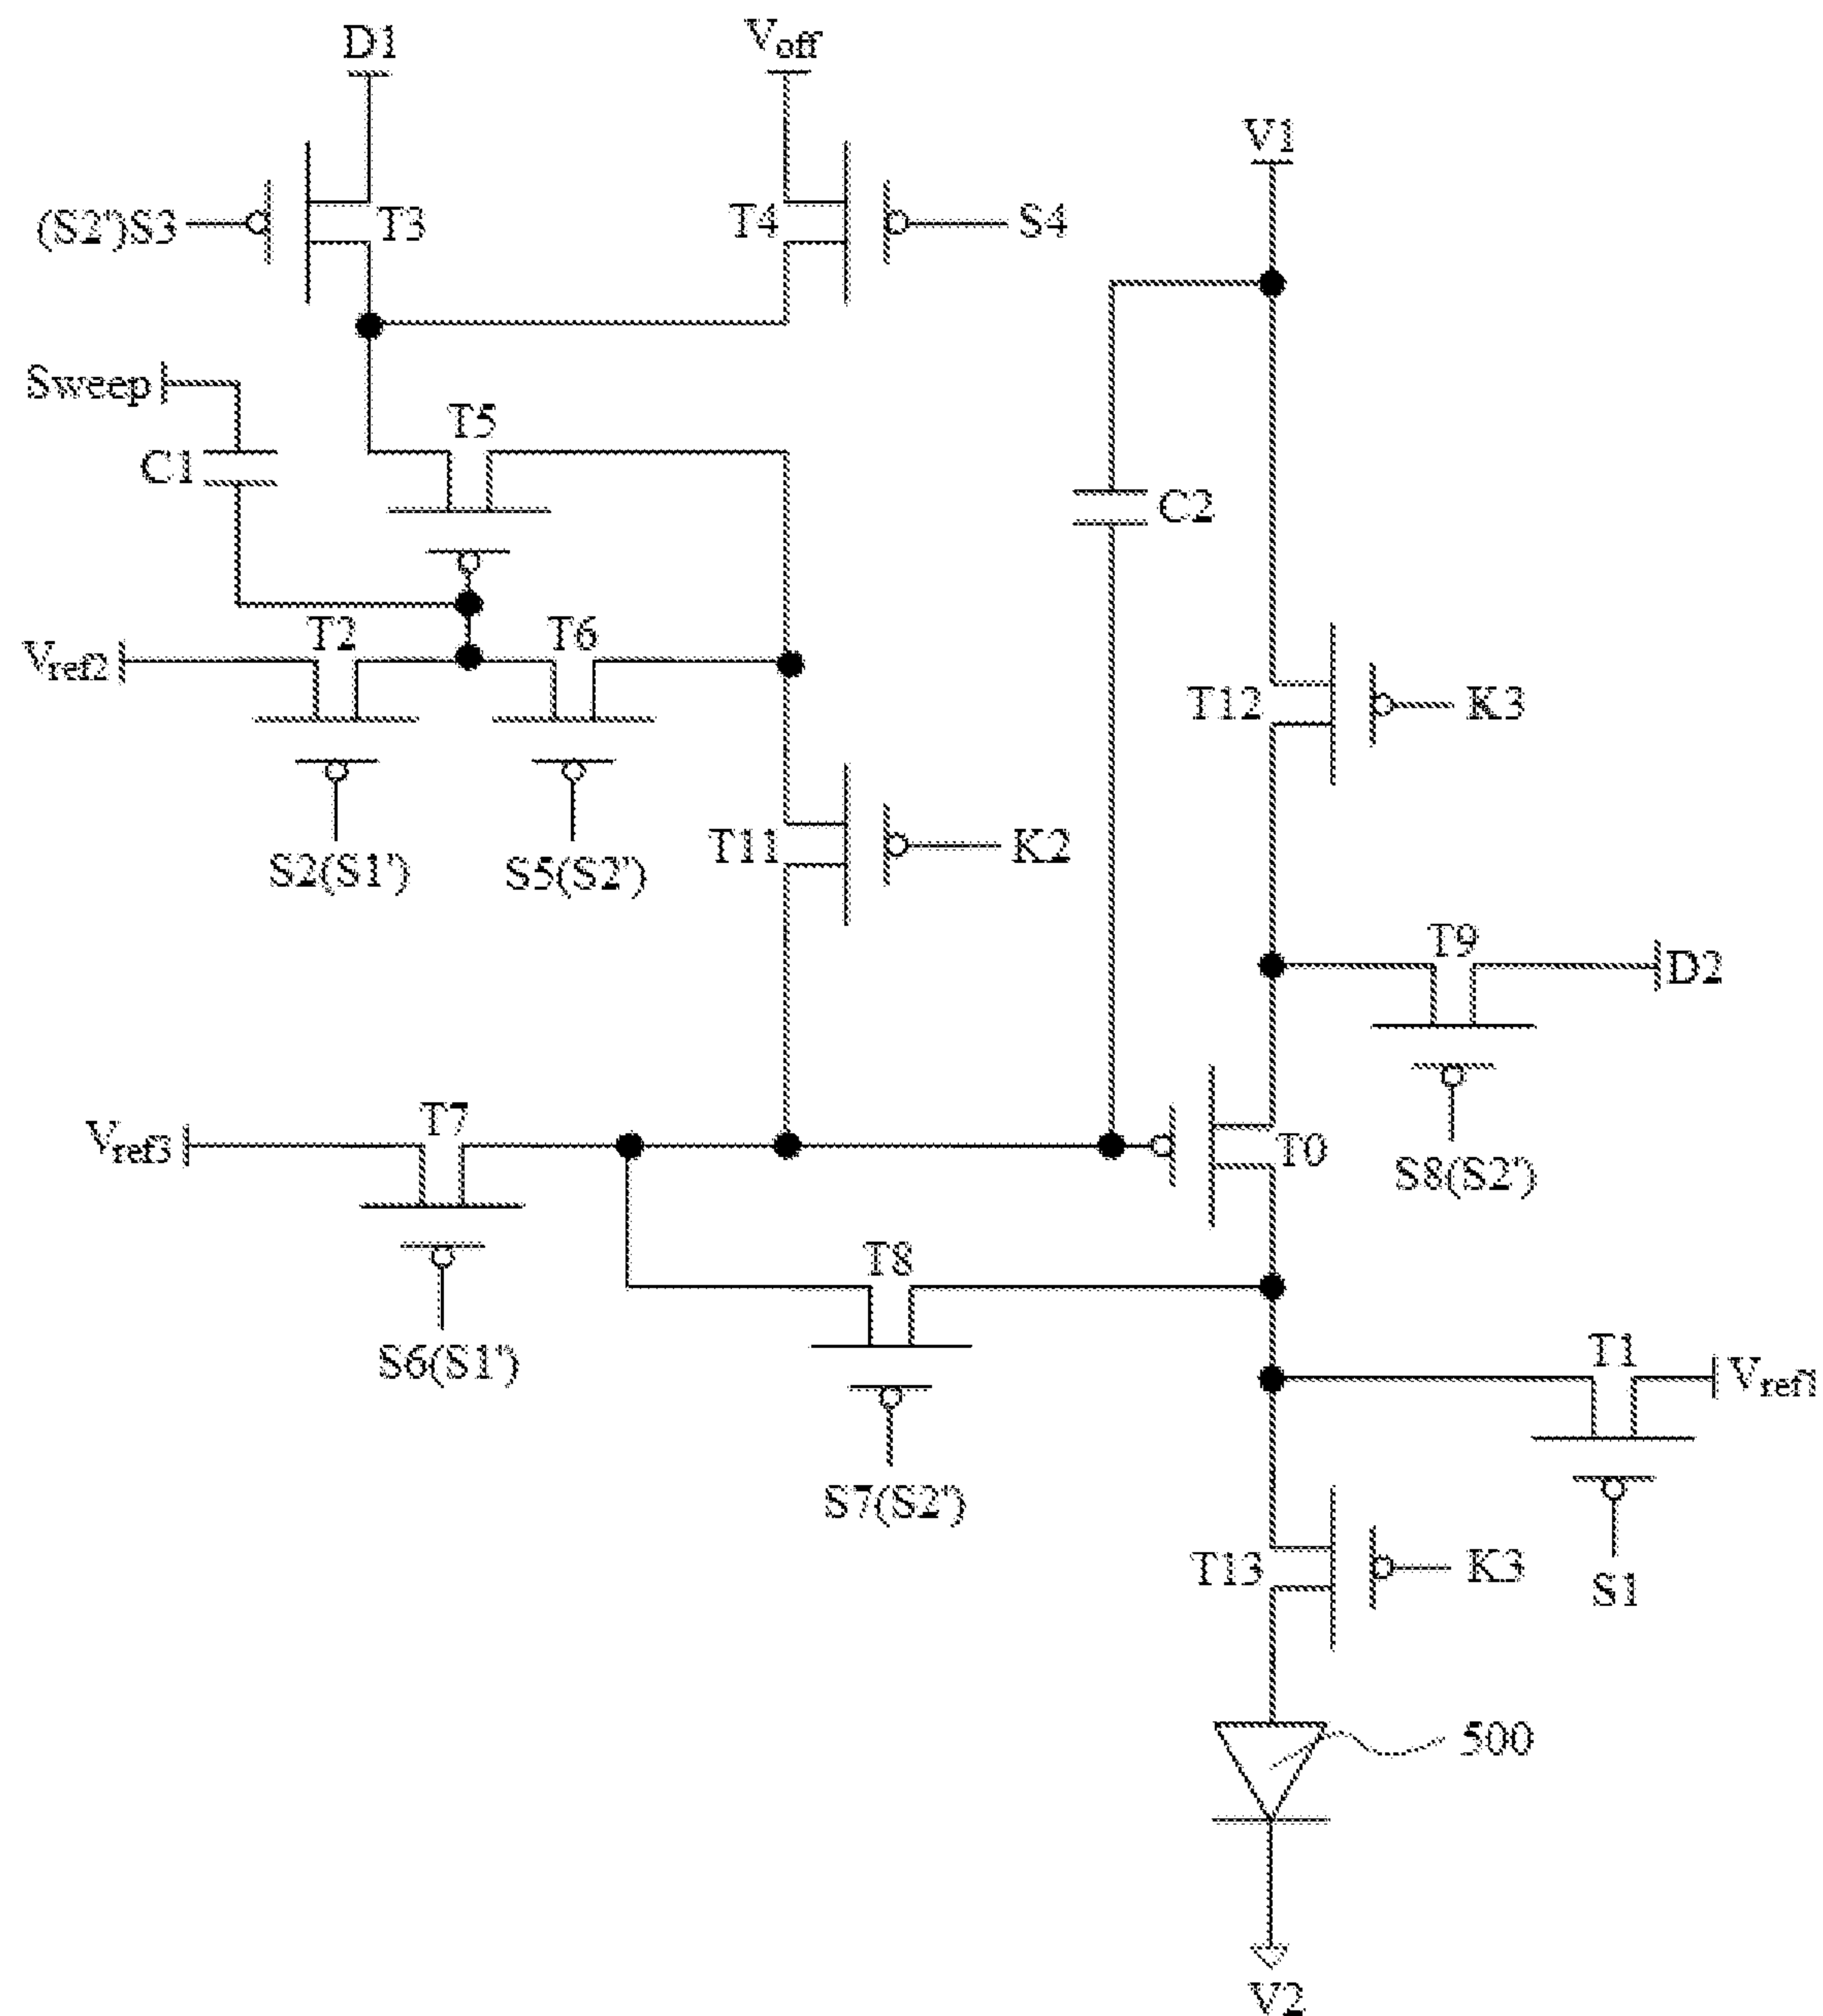 D1
Voff
V1
(S2')S3
T3
T4
S4
Sweep
C1
T5
C2
T2
T6
Vref2
T12
K3
T11
K2
S2(S1')
S5(S2')
T9
D2
T7
Vref3
T0
S8(S2')
T8
S6(S1')
T1
Vref1
S7(S2')
T13
K3
S1
500
V2